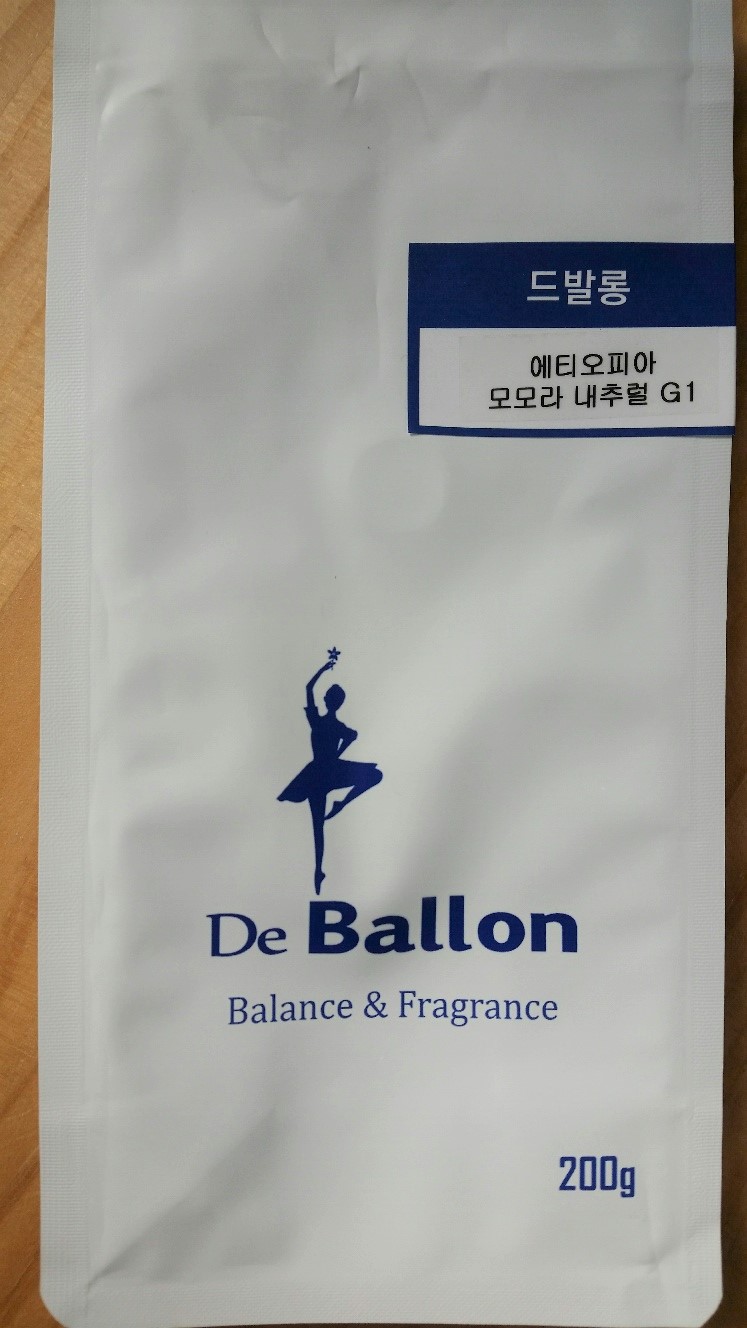 드발롱
에티오피아
모모라 내추럴 G1
De Ballon
Balance & Fragrance
200g